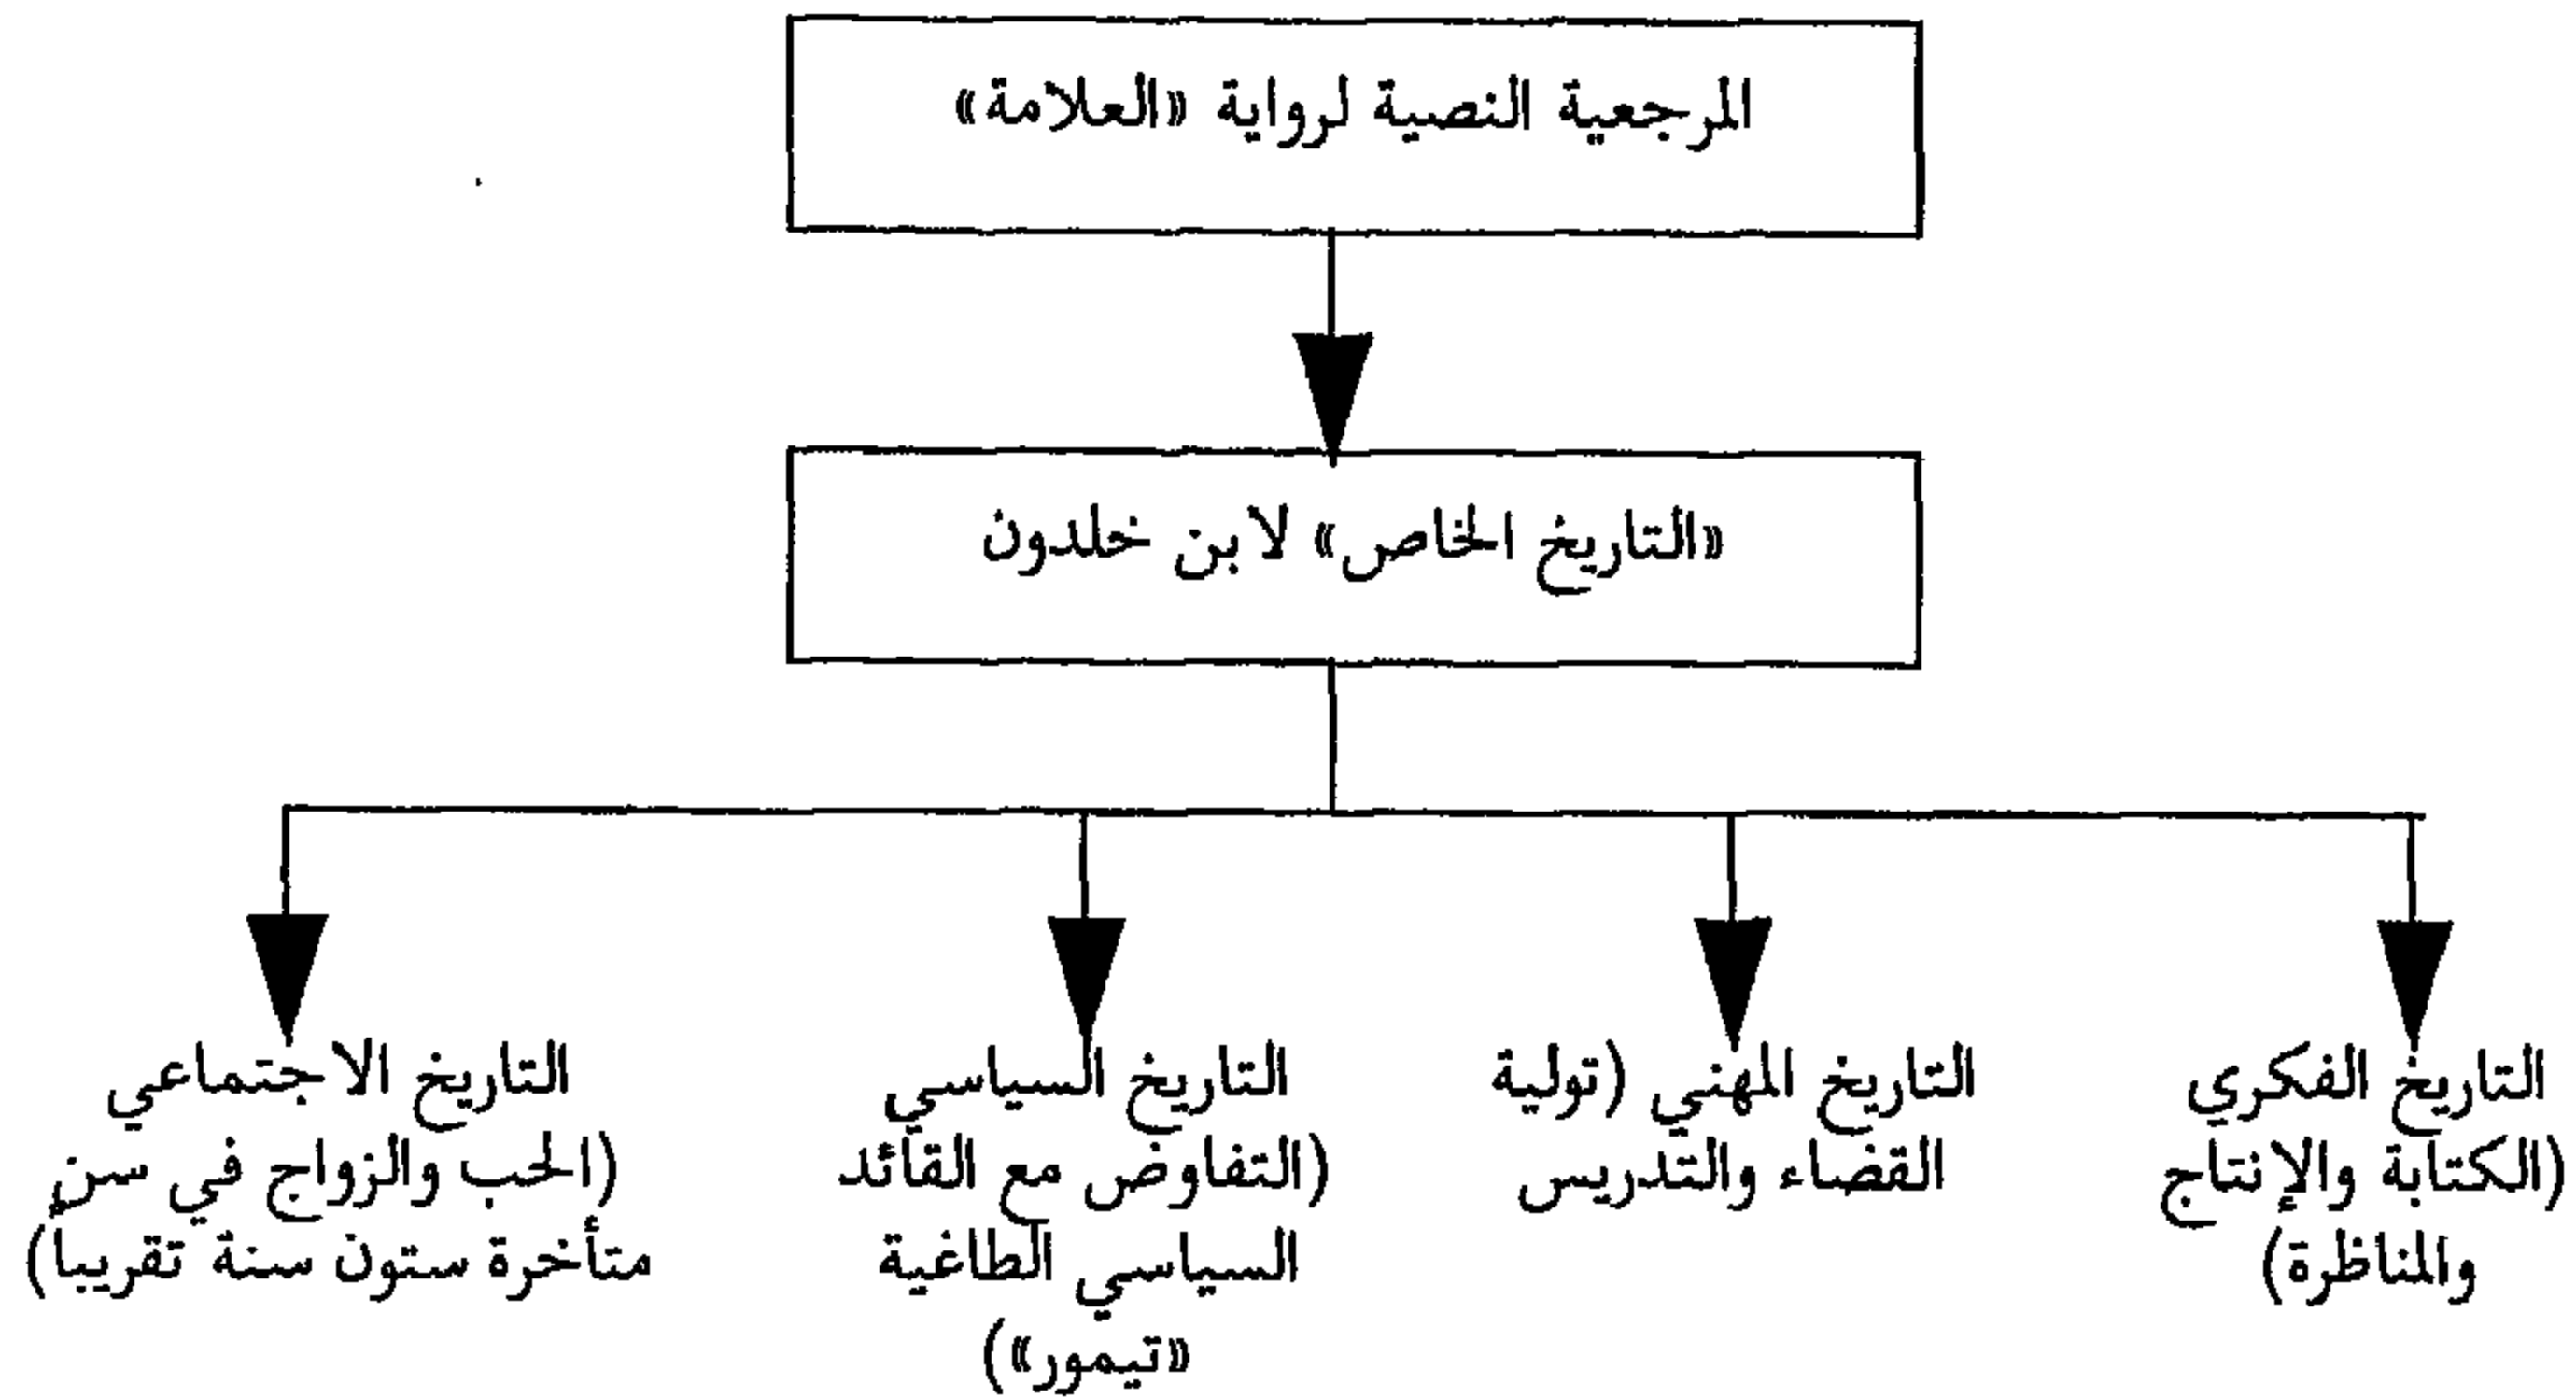 المرجعية النصية لرواية «العلامة»
«التاريخ الخاص» لابن خلدون
التاريخ الفكري
(الكتابة والإنتاج
والمناظرة)
التاريخ المهني (تولية
القضاء والتدريس
التاريخ السياسي
(التفاوض مع القائد
السياسي الطاغية
«تيمور»)
التاريخ الاجتماعي
(الحب والزواج في سنٍ
متأخرة ستون سنة تقريباً)